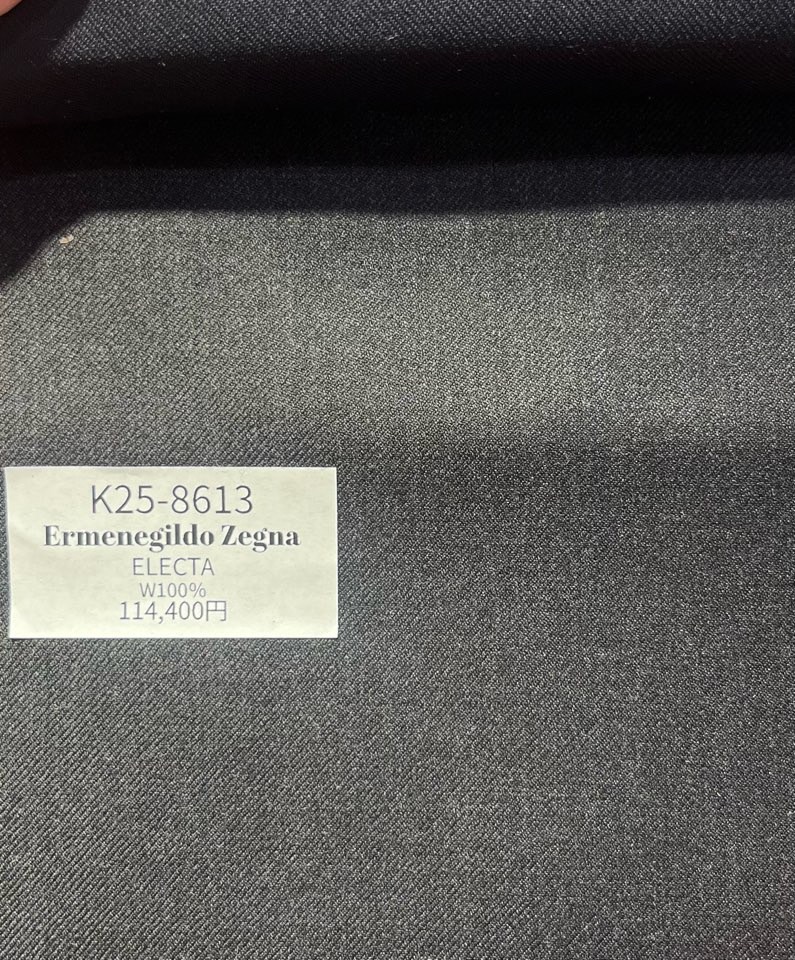 K25-8613
Ermenegildo Zegna
ELECTA
W100%
114,400円